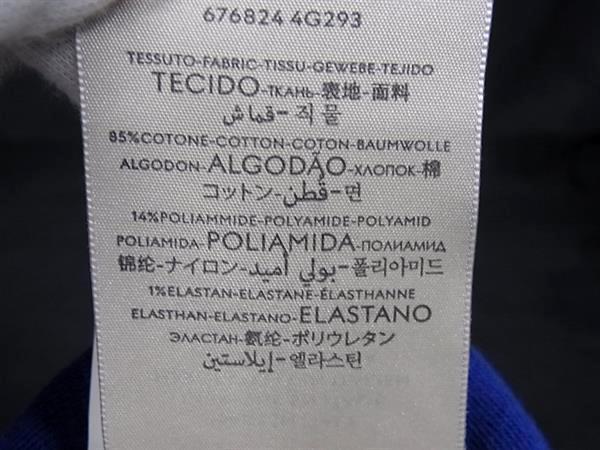 676824 4G293
TESSUTO-FABRIC-TISSU-GEWEBE-TEJIDO
TECIDO-ТКАНЬ-表地-面料
قماش-직물
85%COTONE-COTTON-COTON-BAUMWOLLE
ALGODON-ALGODÃO-ХЛОПОК-棉
コットン-قُطن-면
14%POLIAMMIDE-POLYAMIDE-POLYAMID
POLIAMIDA-POLIAMIDA-ПОЛИАМИД
锦纶-ナイロン-بولي أميد-폴리아미드
1%ELASTAN-ELASTANE-ÉLASTHANNE
ELASTHAN-ELASTANO-ELASTANO
ЭЛАСТАН-氨纶-ポリウレタン
إيلاستين-엘라스틴